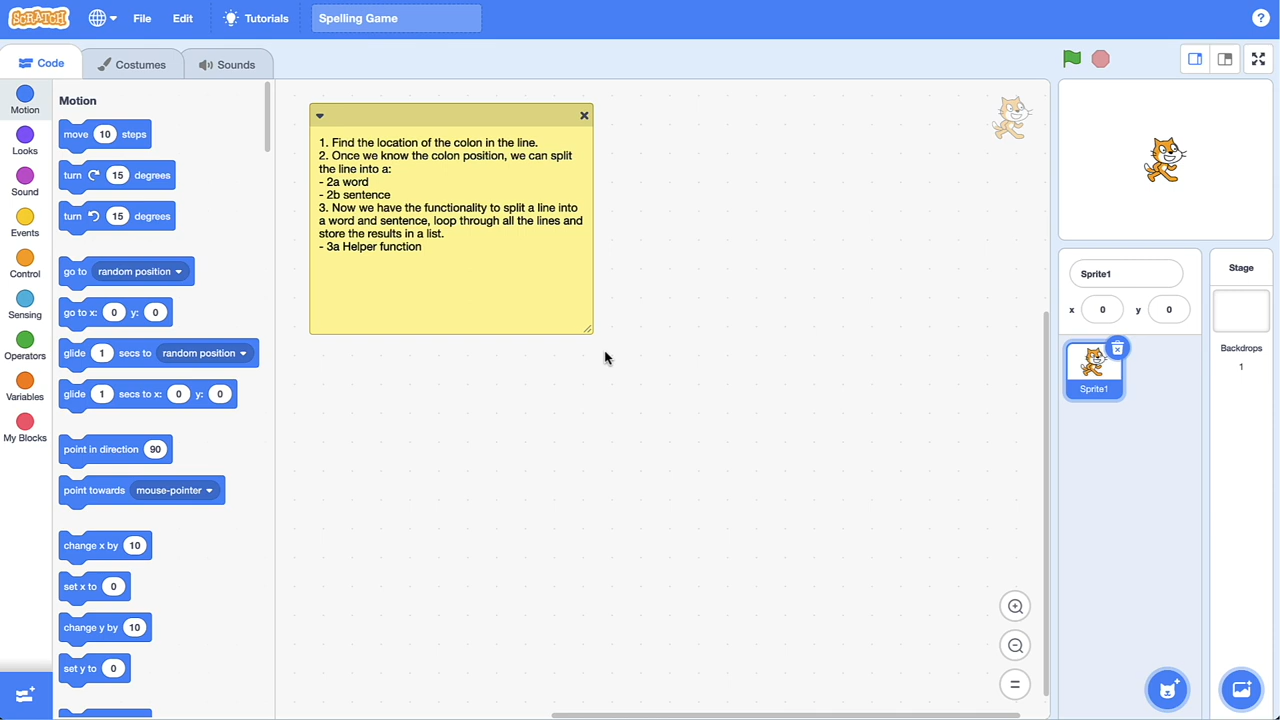 SCRATCH File Edit Tutorials Spelling Game ?
Code Costumes Sounds
Motion
Looks
Sound
Events
Control
Sensing
Operators
Variables
My Blocks
Motion
move 10 steps
turn 15 degrees
turn 15 degrees
go to random position
go to x: 0 y: 0
glide 1 secs to random position
glide 1 secs to x: 0 y: 0
point in direction 90
point towards mouse-pointer
change x by 10
set x to 0
change y by 10
set y to 0
1. Find the location of the colon in the line.
2. Once we know the colon position, we can split
the line into a:
- 2a word
- 2b sentence
3. Now we have the functionality to split a line into
a word and sentence, loop through all the lines and
store the results in a list.
- 3a Helper function
Sprite1
x 0 y 0
Sprite1
Stage
Backdrops
1